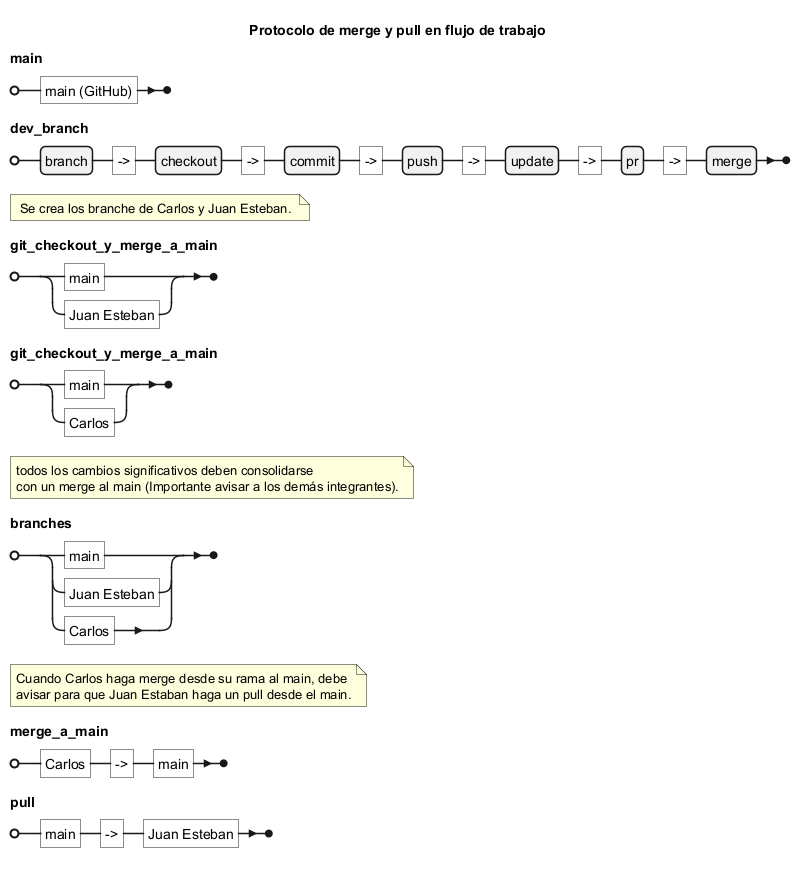 Protocolo de merge y pull en flujo de trabajo
main
main (GitHub)
dev_branch
branch -> checkout -> commit -> push -> update -> pr -> merge
Se crea los branche de Carlos y Juan Esteban.
git_checkout_y_merge_a_main
main
Juan Esteban
git_checkout_y_merge_a_main
main
Carlos
todos los cambios significativos deben consolidarse
con un merge al main (Importante avisar a los demás integrantes).
branches
main
Juan Esteban
Carlos
Cuando Carlos haga merge desde su rama al main, debe
avisar para que Juan Estaban haga un pull desde el main.
merge_a_main
Carlos -> main
pull
main -> Juan Esteban